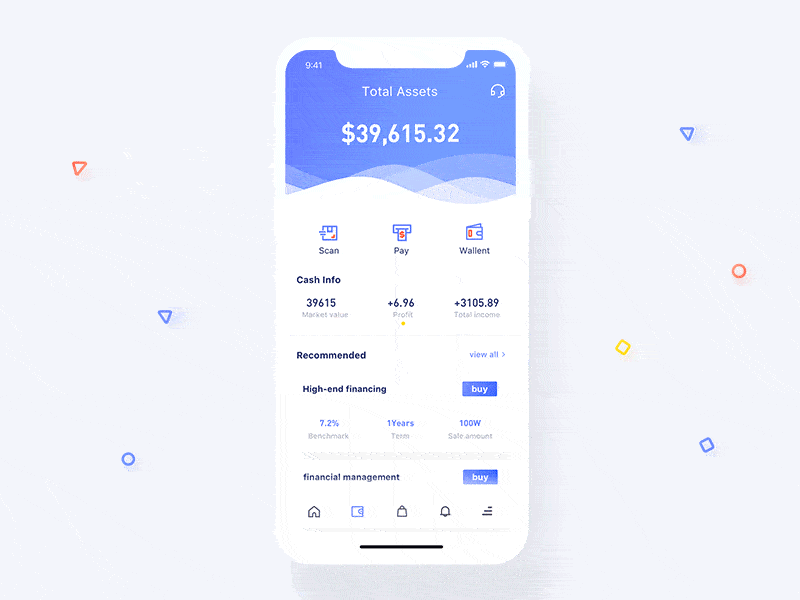 9:41
Total Assets
$39,615.32
Scan Pay Wallent
Cash Info
39615 +6.96 +3105.89
Market value Profit Total income
Recommended view all >
High-end financing buy
7.2% 1Years 100W
Benchmark Term Sale amount
financial management buy